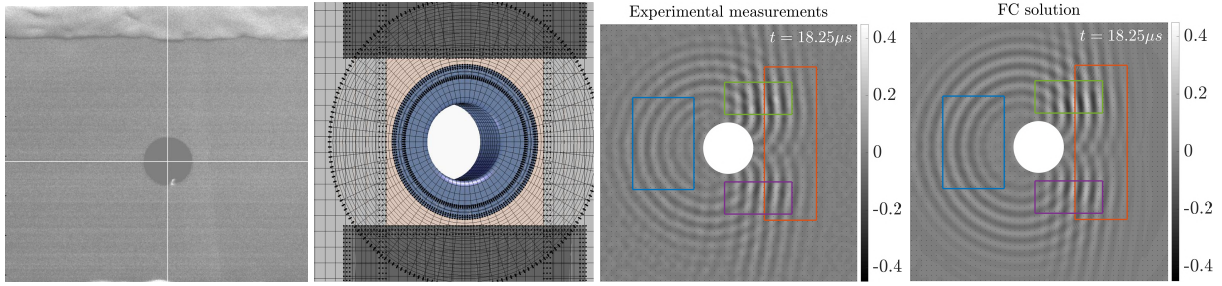 Experimental measurements
t = 18.25μs
0.4
0.2
0
-0.2
-0.4
FC solution
t = 18.25μs
0.4
0.2
0
-0.2
-0.4
t